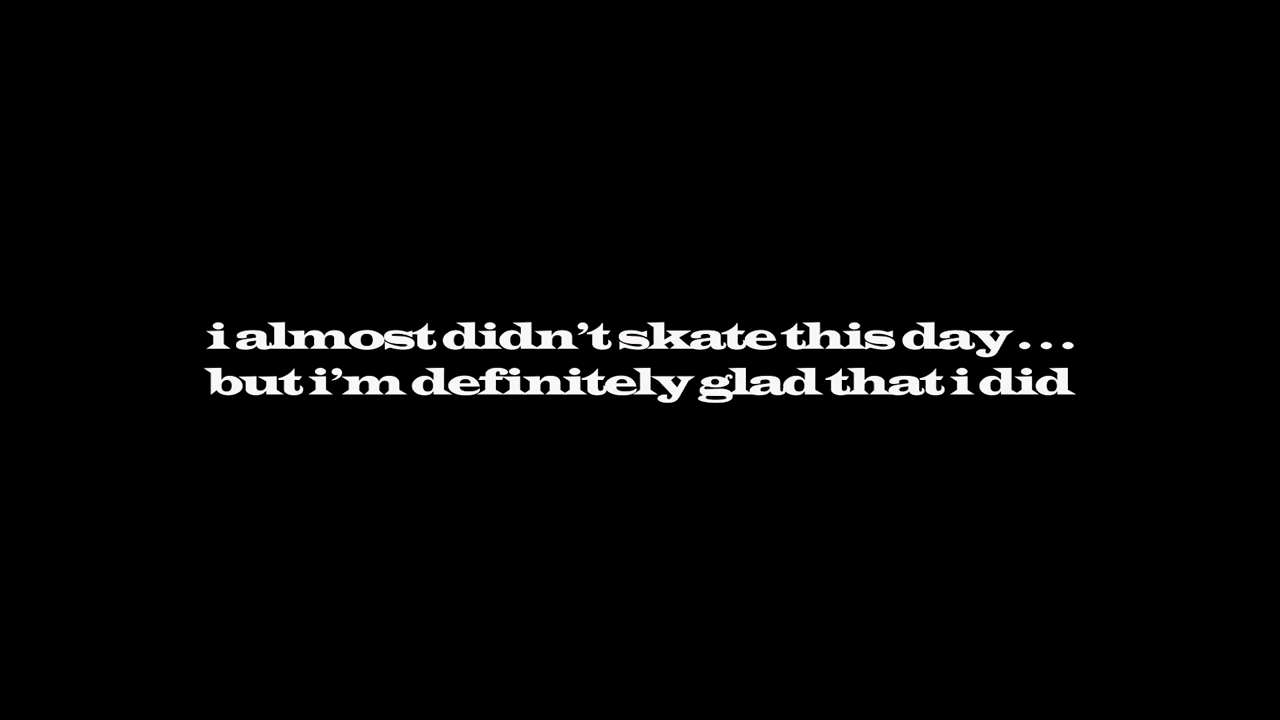 i almost didn’t skate this day . . .
but i’m definitely glad that i did